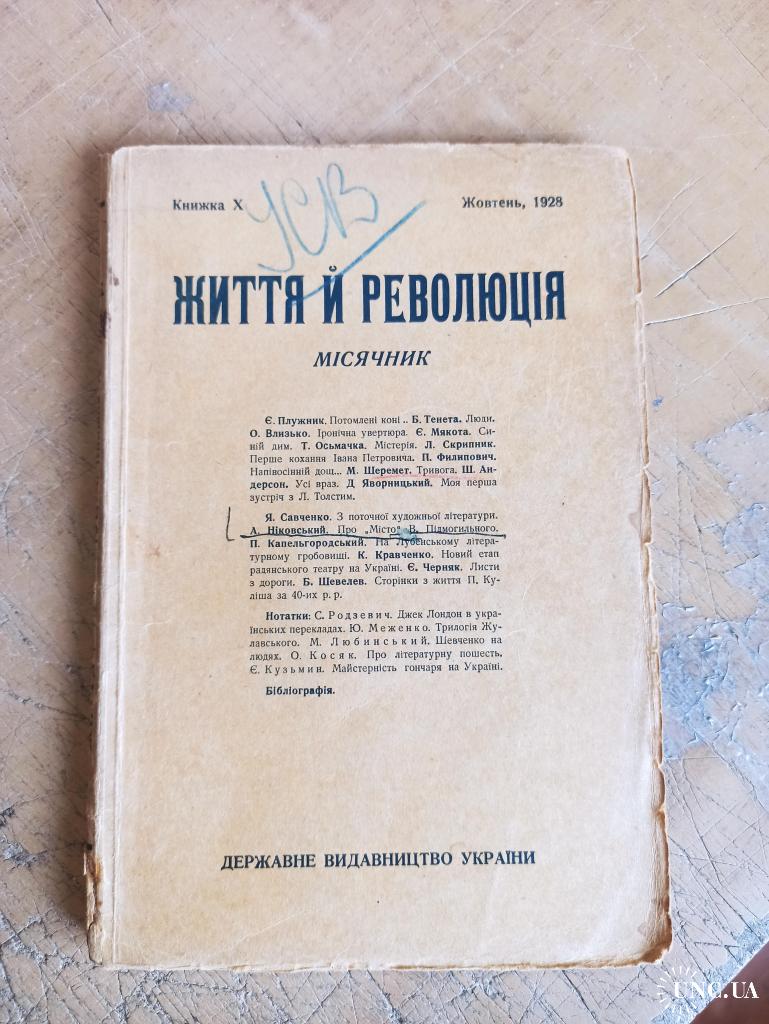 Книжка X
Жовтень, 1928
УСВ
ЖИТТЯ Й РЕВОЛЮЦІЯ
МІСЯЧНИК
Є. Плужник. Потомлені коні .. Б. Тенета. Люди.
О. Влизько. Іронічна увертюра. Є. Мякота. Си-
ній дим. Т. Осьмачка. Містерія. Л. Скрипник.
Перше кохання Івана Петровича. П. Филипович.
Напівосінній дощ... М. Шеремет. Тривога. Ш. Ан-
дерсон. Усі враз. Д Яворницький. Моя перша
зустріч з Л. Толстим.
Я. Савченко. З поточної художньої літератури.
А. Ніковський. Про „Місто" В. Підмогильного.
П. Капельгородський. На Лубенському літера-
турному гробовищі. К. Кравченко. Новий етап
радянського театру на Україні. Є. Черняк. Листи
з дороги. Б. Шевелев. Сторінки з життя П. Ку-
ліша за 40-их р. р.
Нотатки: С. Родзевич. Джек Лондон в укра-
їнських перекладах. Ю. Меженко. Трилогія Жу-
лавського. М. Любинський. Шевченко на
людях. О. Косяк. Про літературну пошесть.
Є. Кузьмин. Майстерність гончаря на Україні.
Бібліографія.
ДЕРЖАВНЕ ВИДАВНИЦТВО УКРАЇНИ
UNC.UA